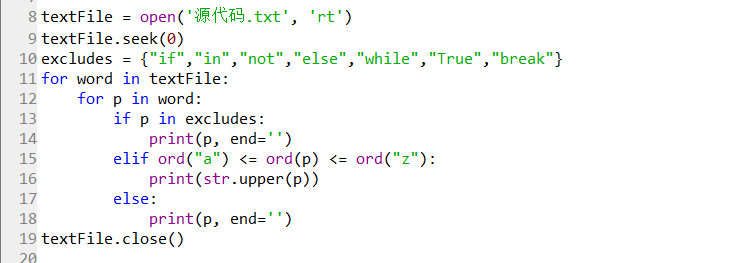 8 textFile = open('源代码.txt', 'rt')
9 textFile.seek(0)
10 excludes = {"if","in","not","else","while","True","break"}
11 for word in textFile:
12     for p in word:
13         if p in excludes:
14             print(p, end='')
15         elif ord("a") <= ord(p) <= ord("z"):
16             print(str.upper(p))
17         else:
18             print(p, end='')
19 textFile.close()
20